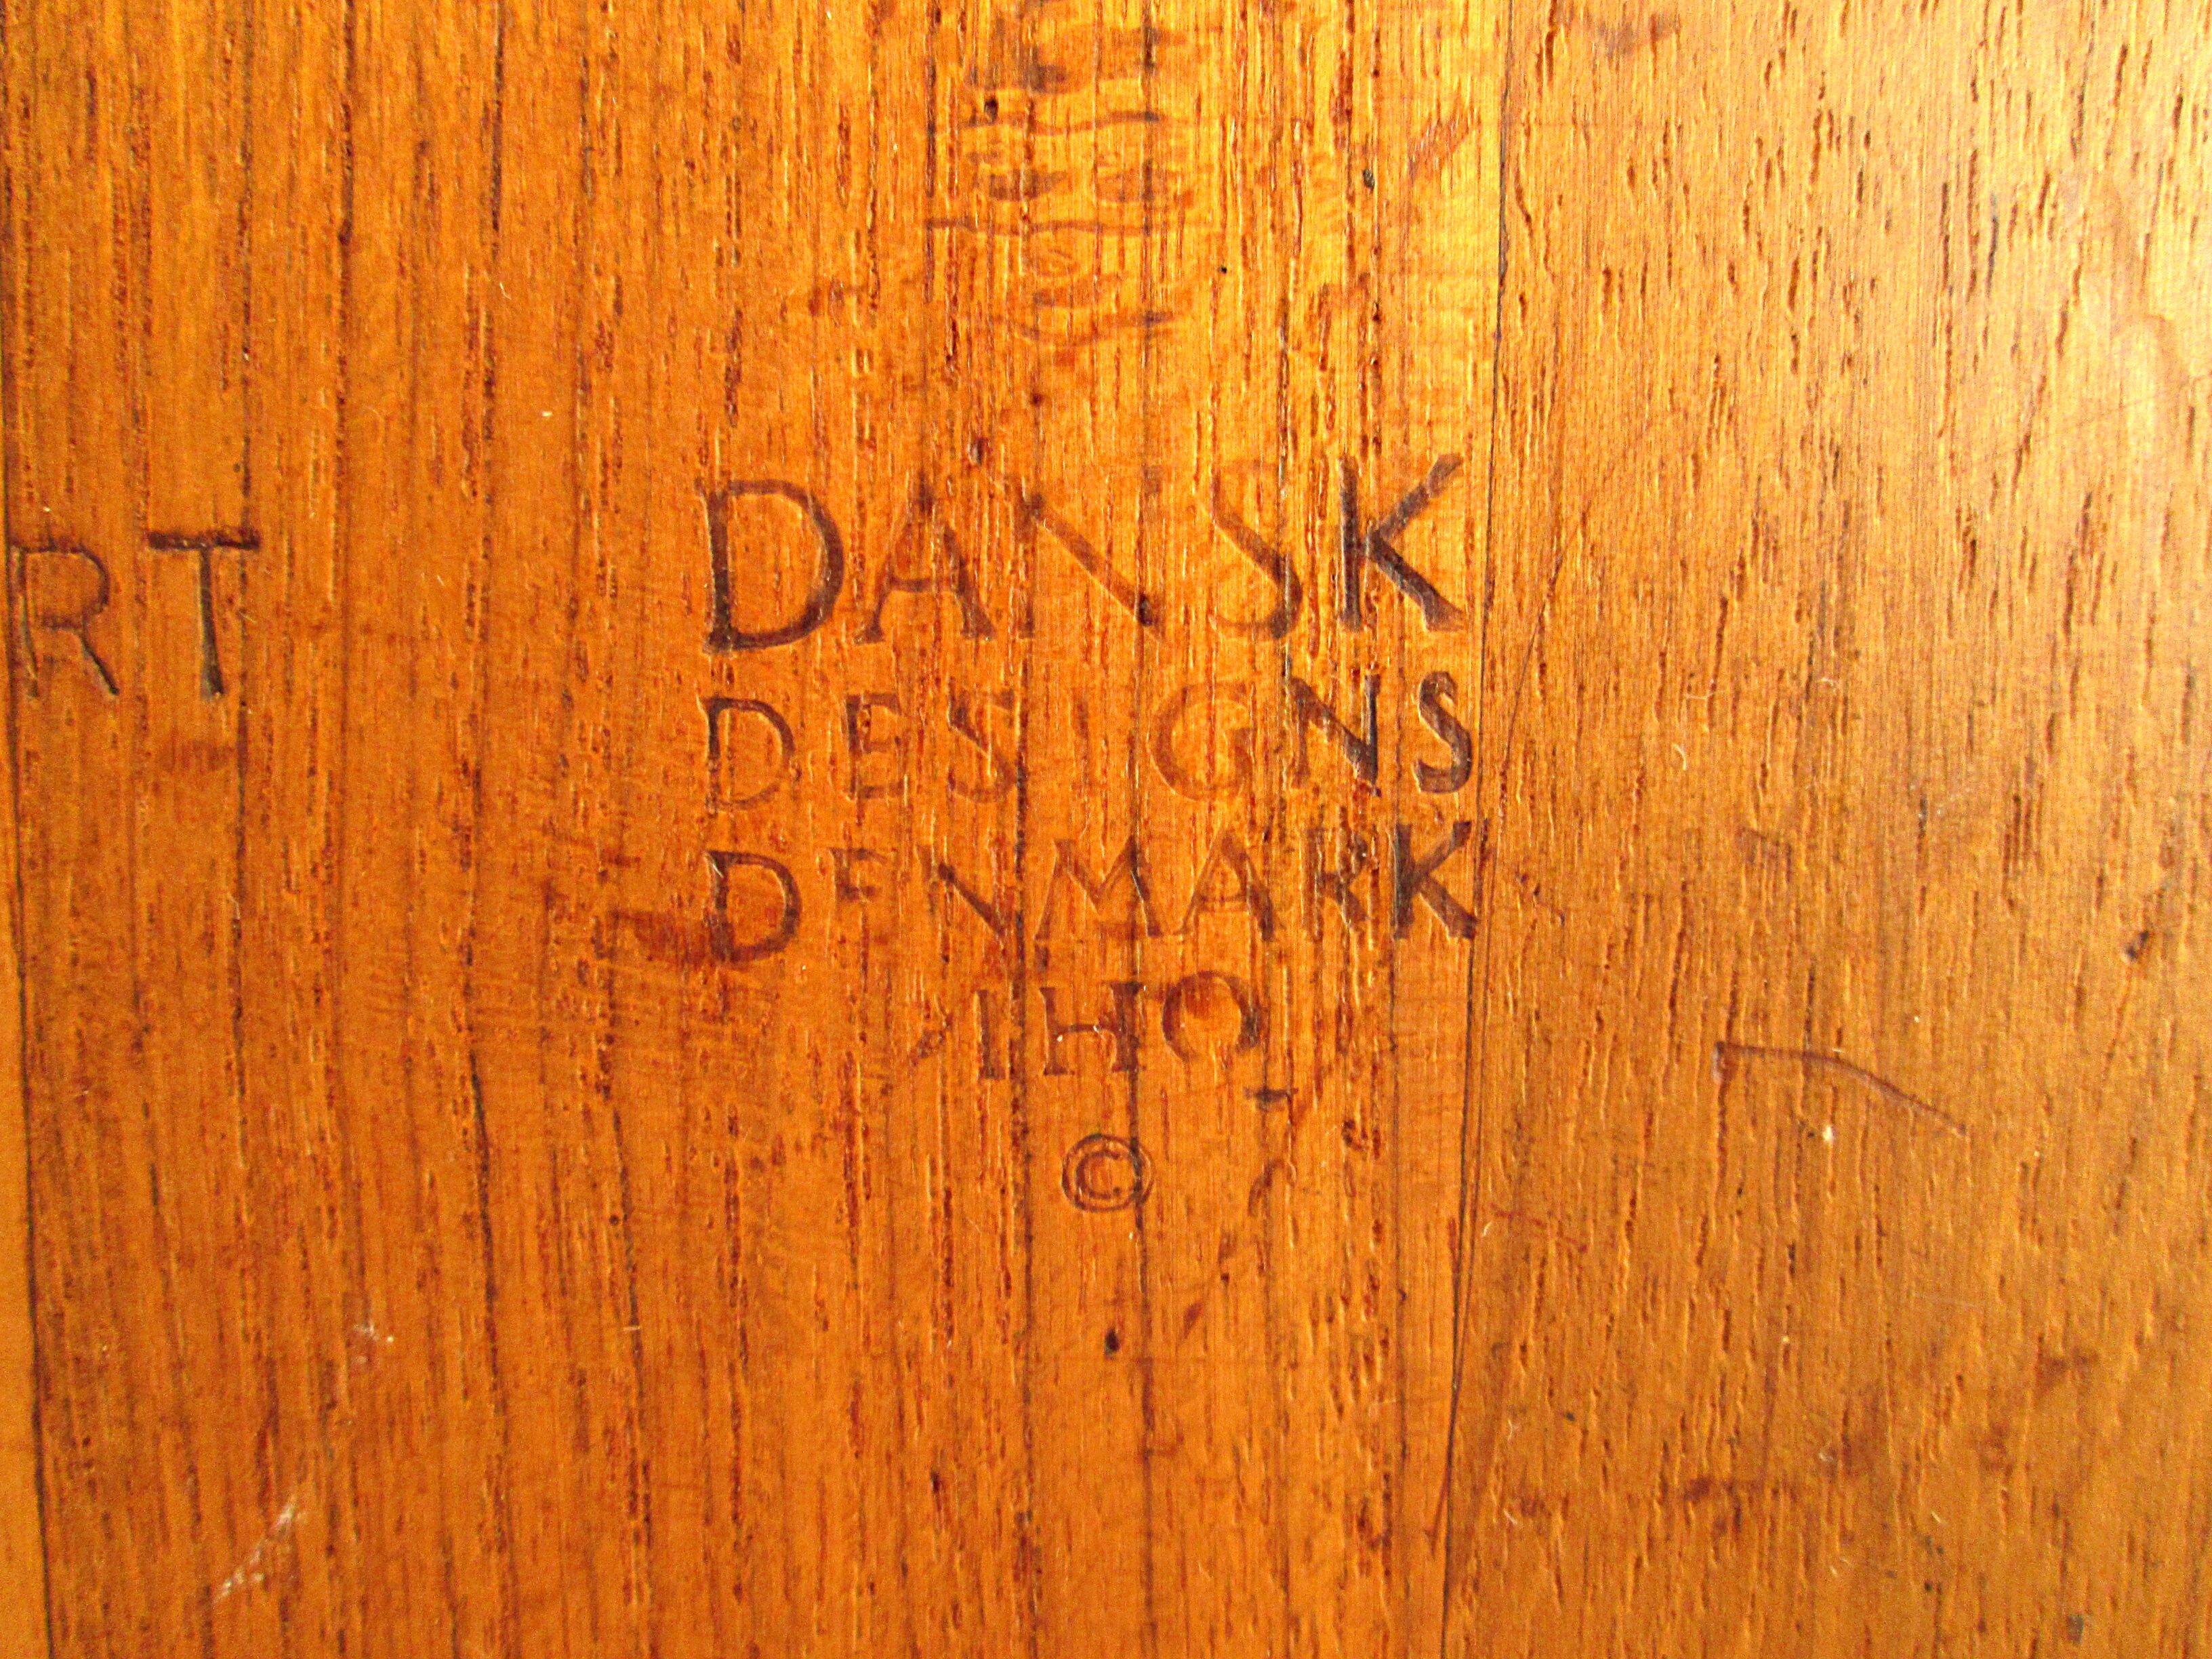 RT
DANSK
DESIGNS
DENMARK
IHQ
©